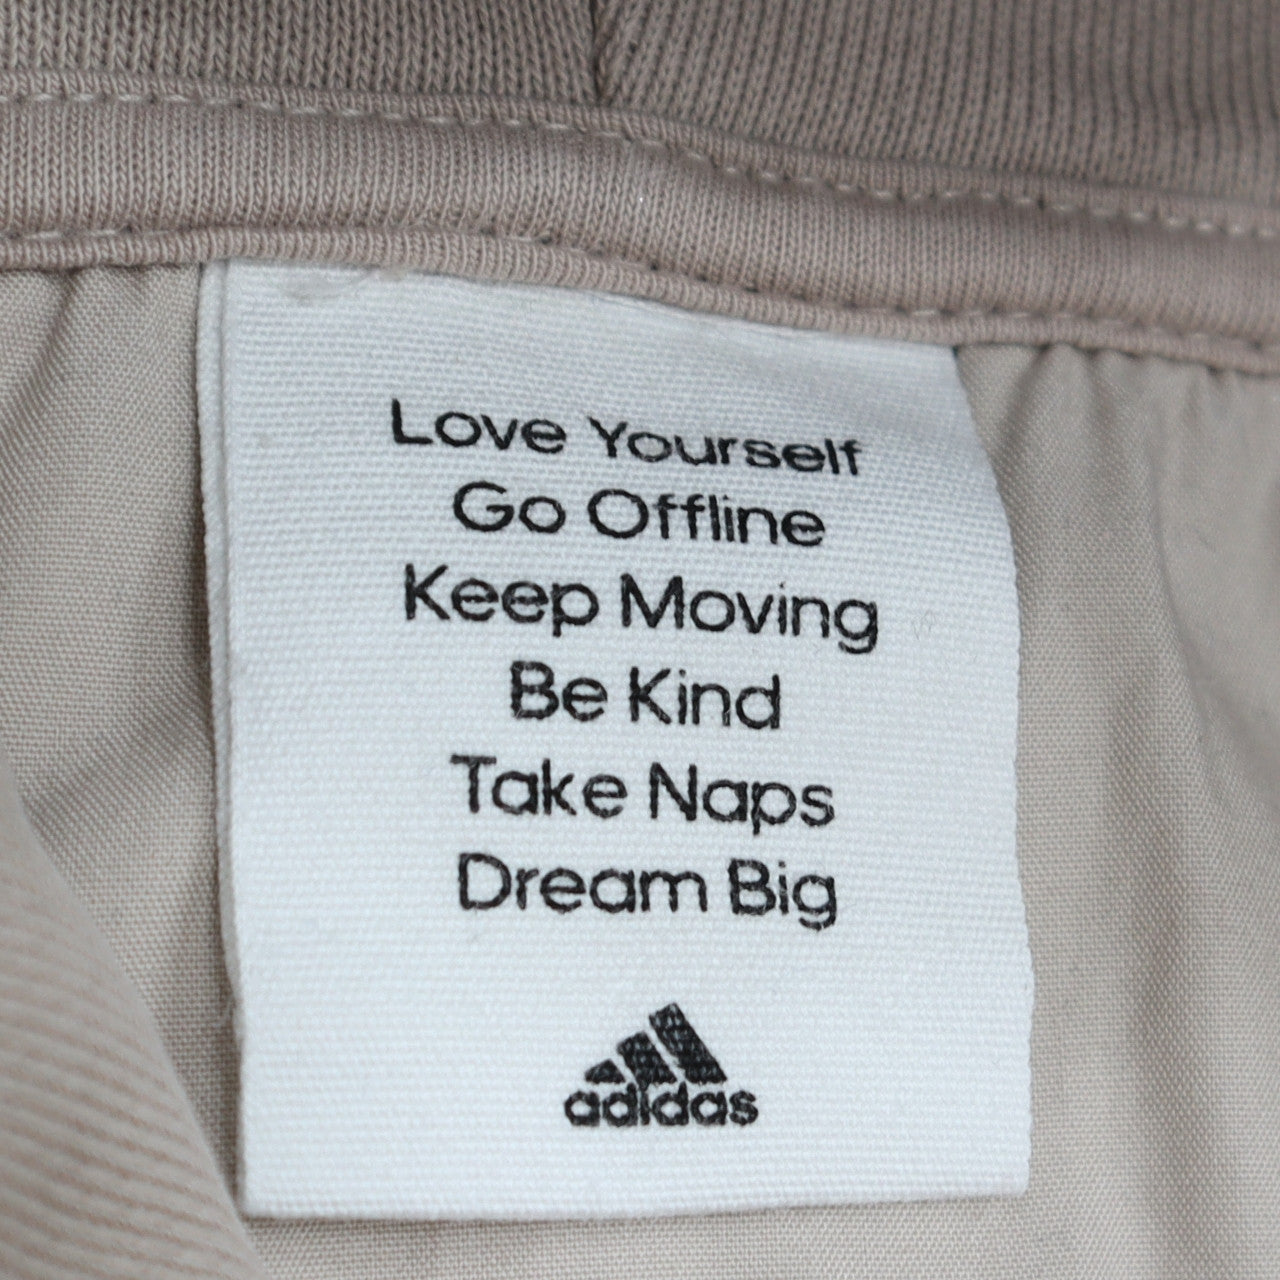 Love Yourself
Go Offline
Keep Moving
Be Kind
Take Naps
Dream Big
adidas